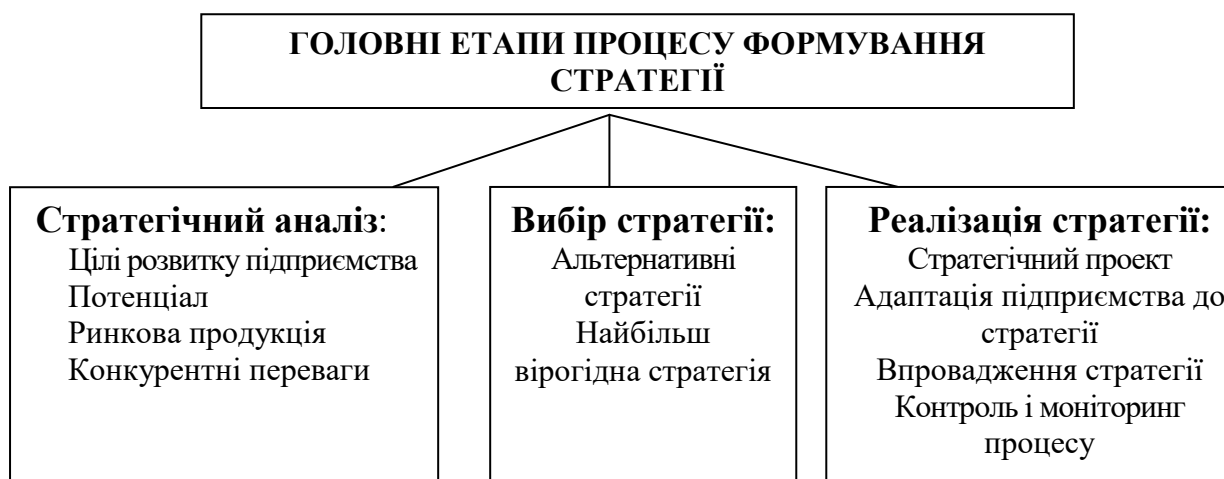 ГОЛОВНІ ЕТАПИ ПРОЦЕСУ ФОРМУВАННЯ
СТРАТЕГІЇ
Стратегічний аналіз:
Цілі розвитку підприємства
Потенціал
Ринкова продукція
Конкурентні переваги
Вибір стратегії:
Альтернативні
стратегії
Найбільш
вірогідна стратегія
Реалізація стратегії:
Стратегічний проект
Адаптація підприємства до
стратегії
Впровадження стратегії
Контроль і моніторинг
процесу